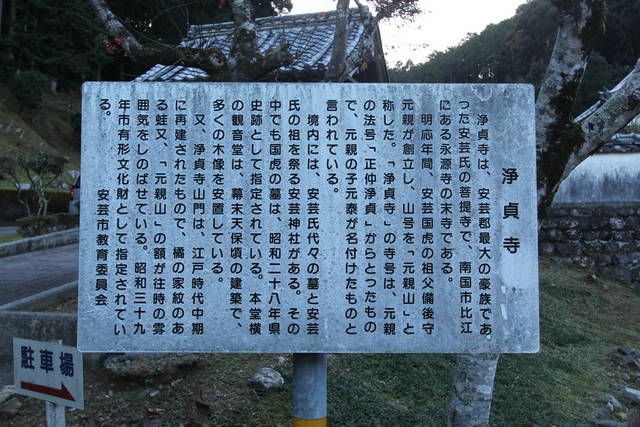 浄貞寺
浄貞寺は、安芸郡最大の豪族であ
った安芸氏の菩提寺で、南国市比江
にある永源寺の末寺である。
明応年間、安芸国虎の祖父備後守
元親が創立し、山号を「元親山」と
称した。「浄貞寺」の寺号は、元親
の法号「正仲浄貞」からとったもの
で、元親の子元泰が名付けたものと
言われている。
境内には、安芸氏代々の墓と安芸
氏の祖を祭る安芸神社がある。その
中でも国虎の墓は、昭和二十八年県
史跡として指定されている。本堂横
の観音堂は、幕末天保頃の建築で、
多くの木像を安置している。
又、浄貞寺山門は、江戸時代中期
に再建されたもので、橘の家紋のあ
る蛙又、「元親山」の額が往時の雰
囲気をしのばせている。昭和三十九
年市有形文化財として指定されてい
る。
安芸市教育委員会
駐車場